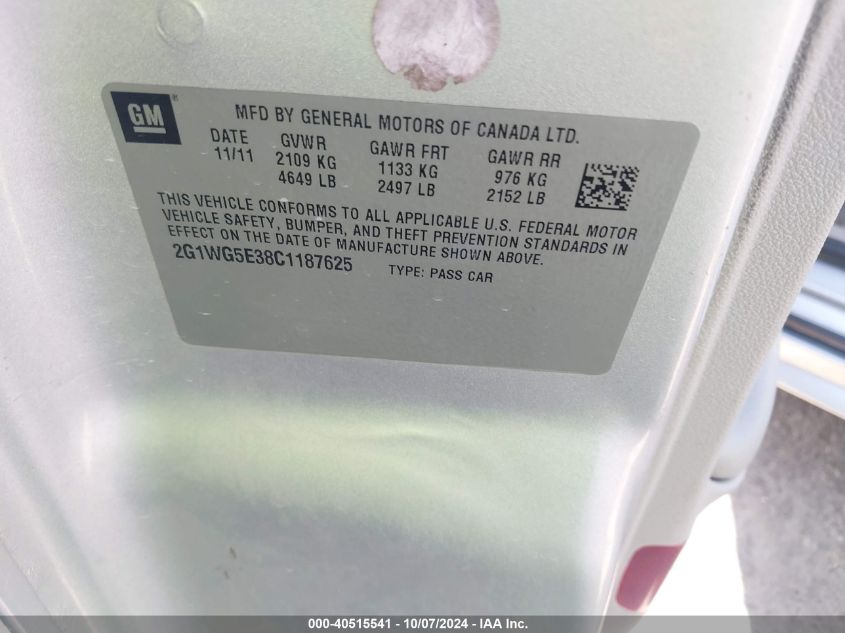 GM®
MFD BY GENERAL MOTORS OF CANADA LTD.
DATE GVWR GAWR FRT GAWR RR
11/11 2109 KG 1133 KG 976 KG
4649 LB 2497 LB 2152 LB
THIS VEHICLE CONFORMS TO ALL APPLICABLE U.S. FEDERAL MOTOR
VEHICLE SAFETY, BUMPER, AND THEFT PREVENTION STANDARDS IN
EFFECT ON THE DATE OF MANUFACTURE SHOWN ABOVE.
2G1WG5E38C1187625 TYPE: PASS CAR
000-40515541 - 10/07/2024 - IAA Inc.